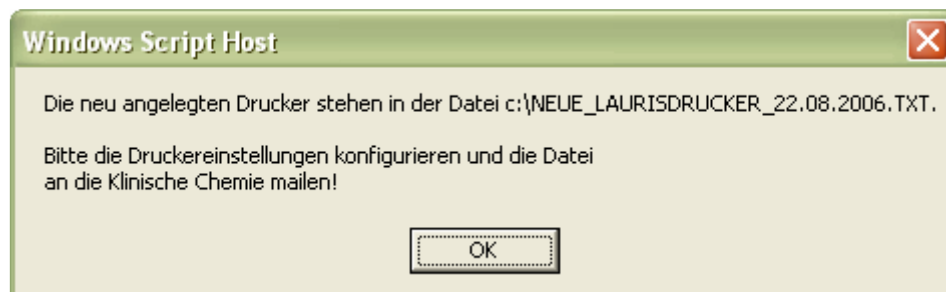 Windows Script Host
Die neu angelegten Drucker stehen in der Datei c:\NEUE_LAURISDRUCKER_22.08.2006.TXT.
Bitte die Druckereinstellungen konfigurieren und die Datei
an die Klinische Chemie mailen!
OK